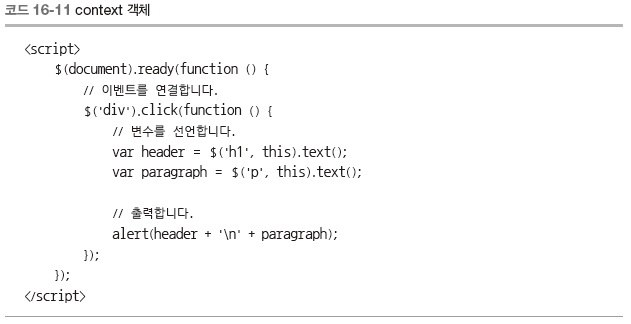 코드 16-11 context 객체
<script>
$(document).ready(function () {
// 이벤트를 연결합니다.
$('div').click(function () {
// 변수를 선언합니다.
var header = $('h1', this).text();
var paragraph = $('p', this).text();
// 출력합니다.
alert(header + '\n' + paragraph);
});
});
</script>